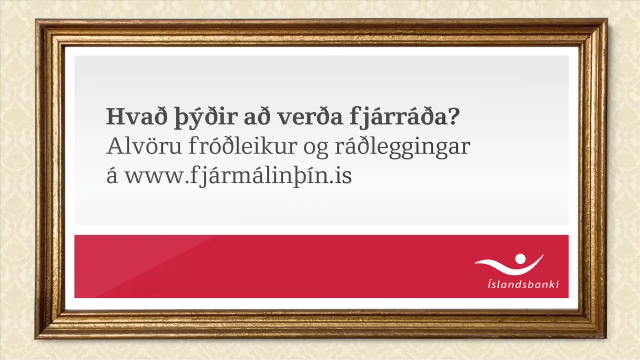 Hvað þýðir að verða fjárráða?
Alvöru fróðleikur og ráðleggingar
á www.fjármálinþín.is
Íslandsbanki